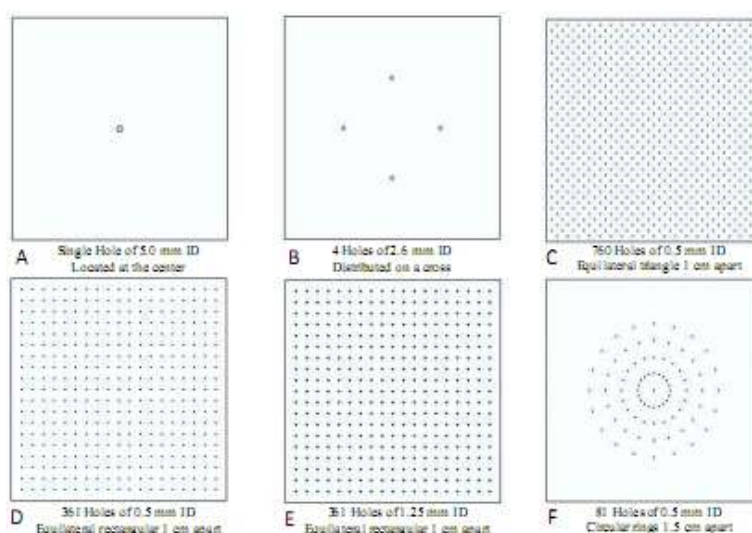 A
Single Hole of 5.0 mm ID
Located at the center
B
4 Holes of 2.6 mm ID
Distributed on a cross
C
760 Holes of 0.5 mm ID
Equilateral triangle 1 cm apart
D
361 Holes of 0.5 mm ID
Equilateral rectangular 1 cm apart
E
361 Holes of 1.25 mm ID
Equilateral rectangular 1 cm apart
F
81 Holes of 0.5 mm ID
Circular rings 1.5 cm apart